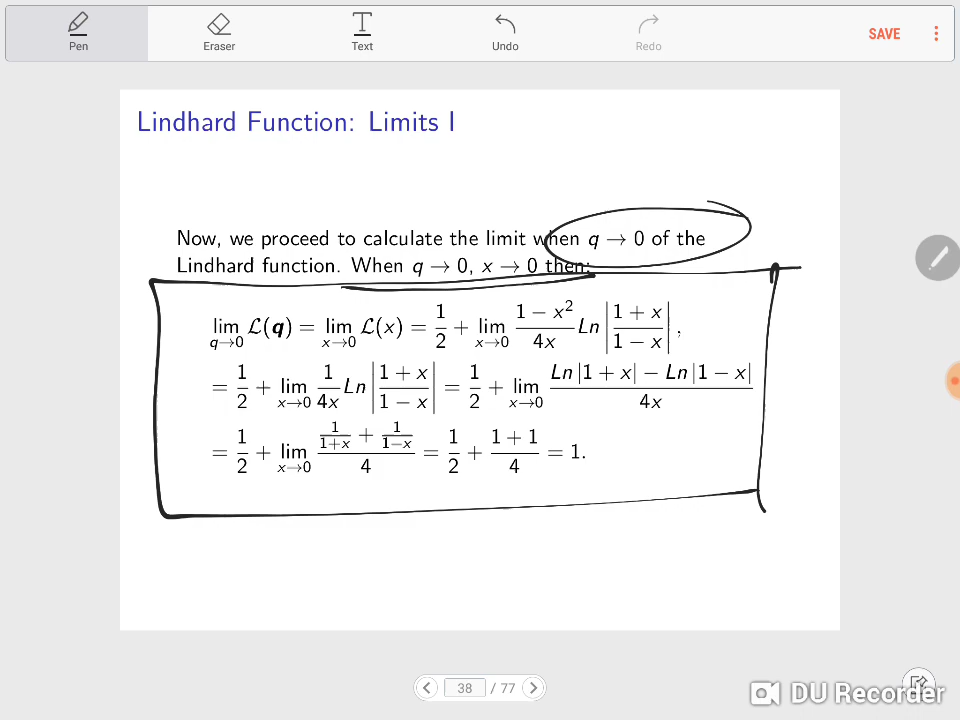 Pen Eraser Text Undo Redo SAVE
Lindhard Function: Limits I
Now, we proceed to calculate the limit when q → 0 of the
Lindhard function. When q → 0, x → 0 then:
lim_{q→0} ℒ(𝒒) = lim_{x→0} ℒ(x) = 1/2 + lim_{x→0} (1 − x²)/(4x) Ln |(1 + x)/(1 − x)|,
= 1/2 + lim_{x→0} 1/(4x) Ln |(1 + x)/(1 − x)| = 1/2 + lim_{x→0} (Ln |1 + x| − Ln |1 − x|)/(4x)
= 1/2 + lim_{x→0} (1/(1+x) + 1/(1−x))/4 = 1/2 + (1 + 1)/4 = 1.
38 / 77
DU Recorder